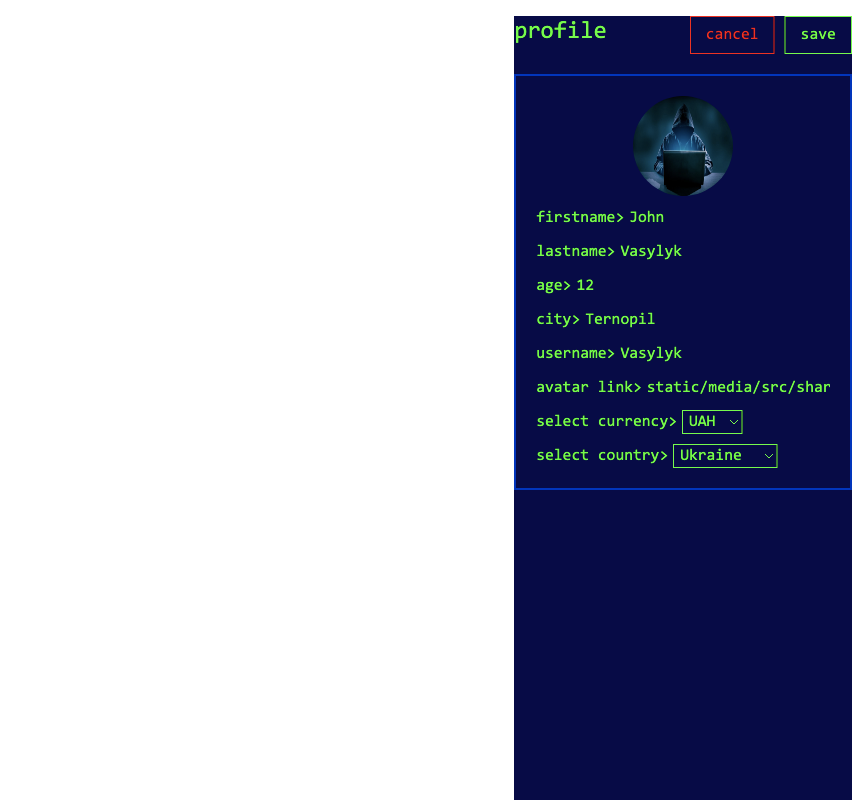 profile cancel save
firstname> John
lastname> Vasylyk
age> 12
city> Ternopil
username> Vasylyk
avatar link> static/media/src/shar
select currency> UAH
select country> Ukraine